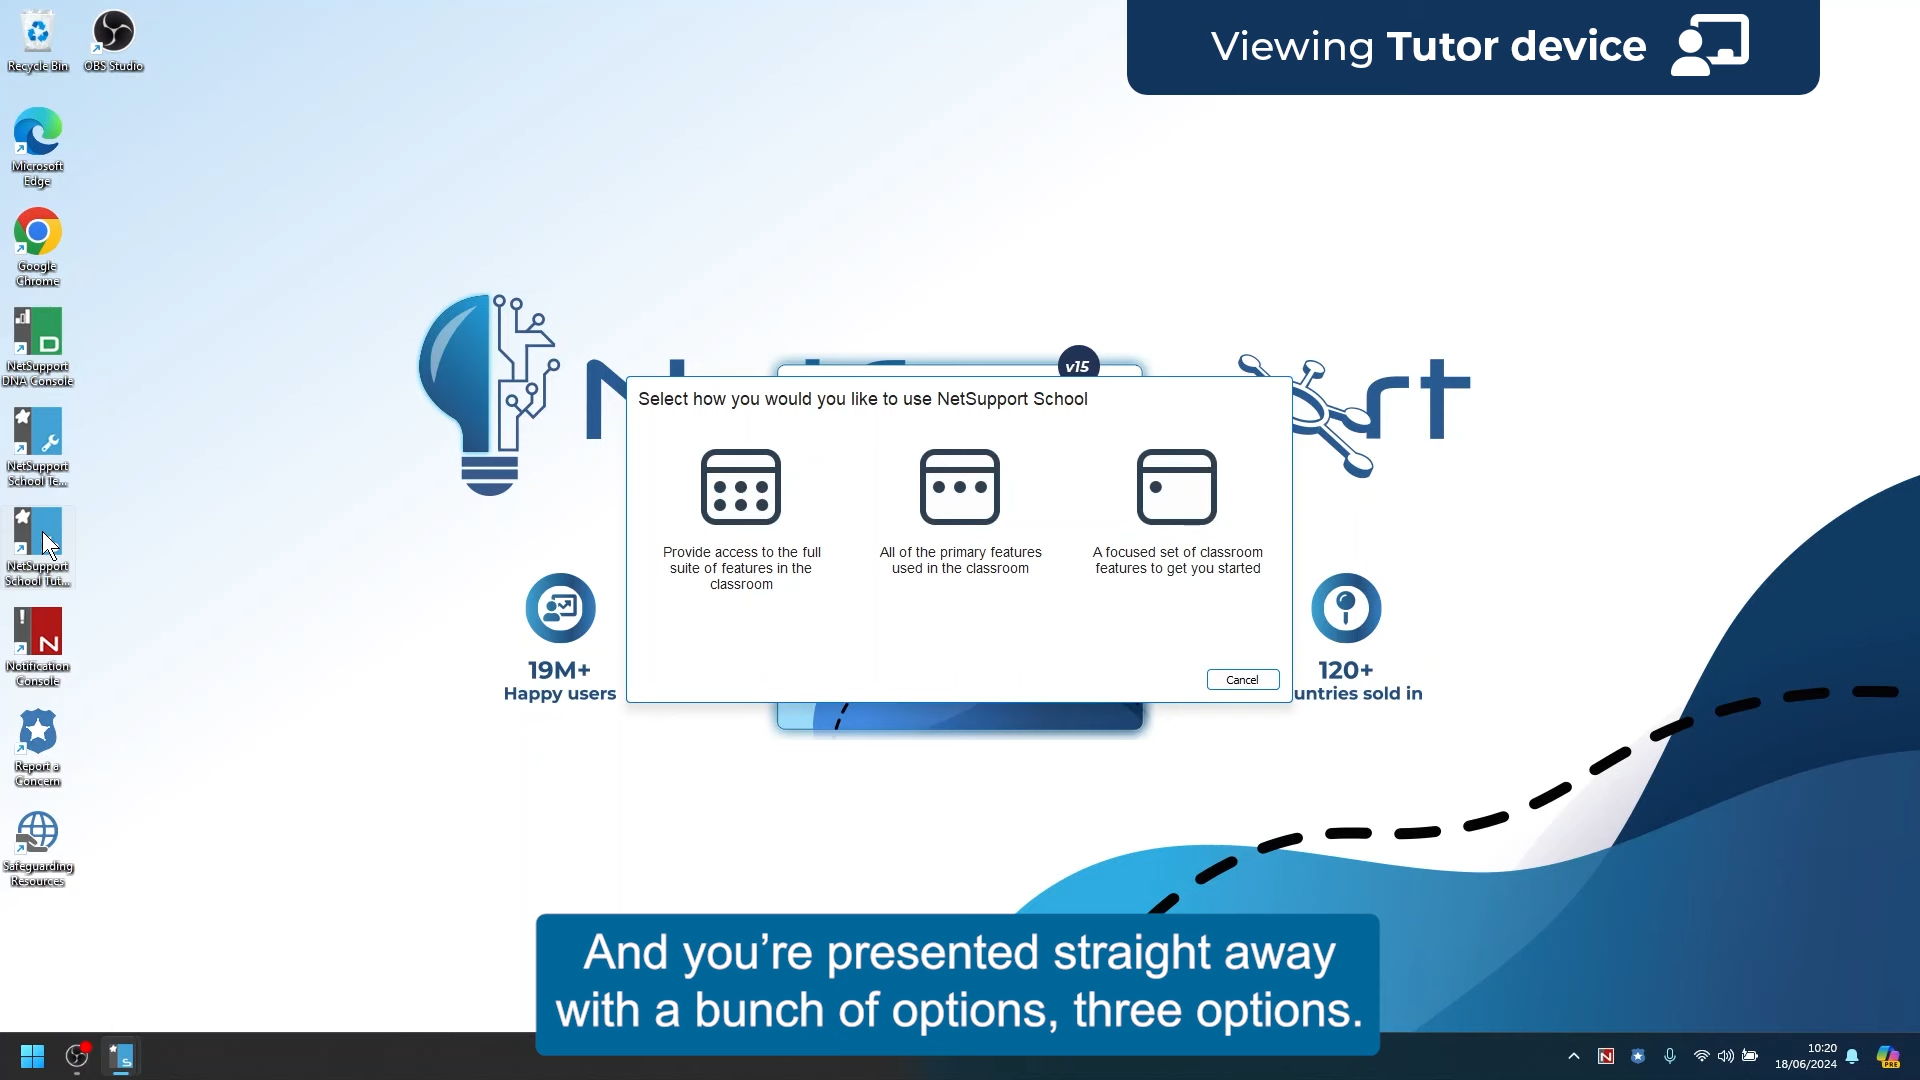 Viewing Tutor device
Recycle Bin
OBS Studio
Microsoft
Edge
Google
Chrome
NetSupport
DNA Console
NetSupport
School Te...
NetSupport
School Tut...
Notification
Console
Report a
Concern
Safeguarding
Resources
v15
Select how you would you like to use NetSupport School
Provide access to the full
suite of features in the
classroom
All of the primary features
used in the classroom
A focused set of classroom
features to get you started
Cancel
19M+
Happy users
120+
untries sold in
And you’re presented straight away
with a bunch of options, three options.
10:20
18/06/2024